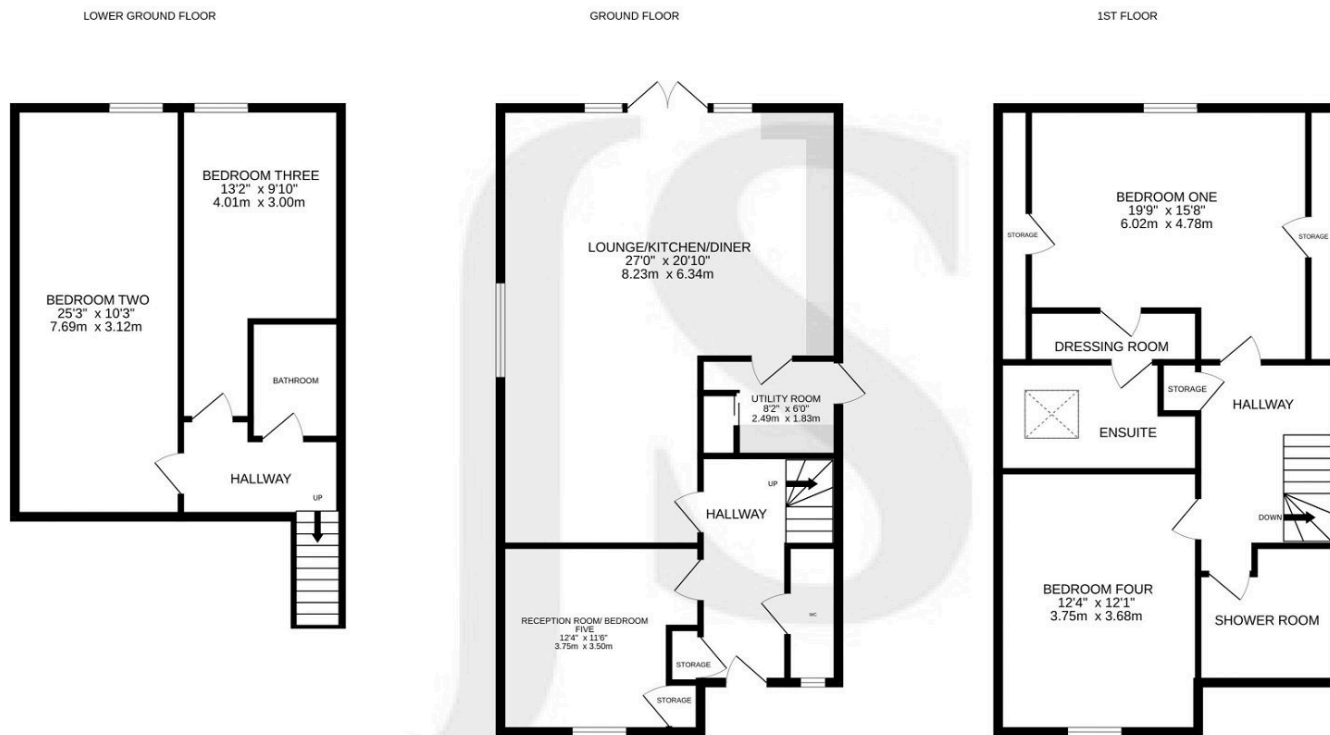 LOWER GROUND FLOOR
BEDROOM THREE
13'2" x 9'10"
4.01m x 3.00m
BEDROOM TWO
25'3" x 10'3"
7.69m x 3.12m
BATHROOM
HALLWAY
UP
GROUND FLOOR
LOUNGE/KITCHEN/DINER
27'0" x 20'10"
8.23m x 6.34m
UTILITY ROOM
8'2" x 6'0"
2.49m x 1.83m
UP
HALLWAY
RECEPTION ROOM/ BEDROOM
FIVE
12'4" x 11'6"
3.75m x 3.50m
WC
STORAGE
STORAGE
1ST FLOOR
BEDROOM ONE
19'9" x 15'8"
6.02m x 4.78m
STORAGE
STORAGE
DRESSING ROOM
STORAGE
HALLWAY
ENSUITE
DOWN
BEDROOM FOUR
12'4" x 12'1"
3.75m x 3.68m
SHOWER ROOM